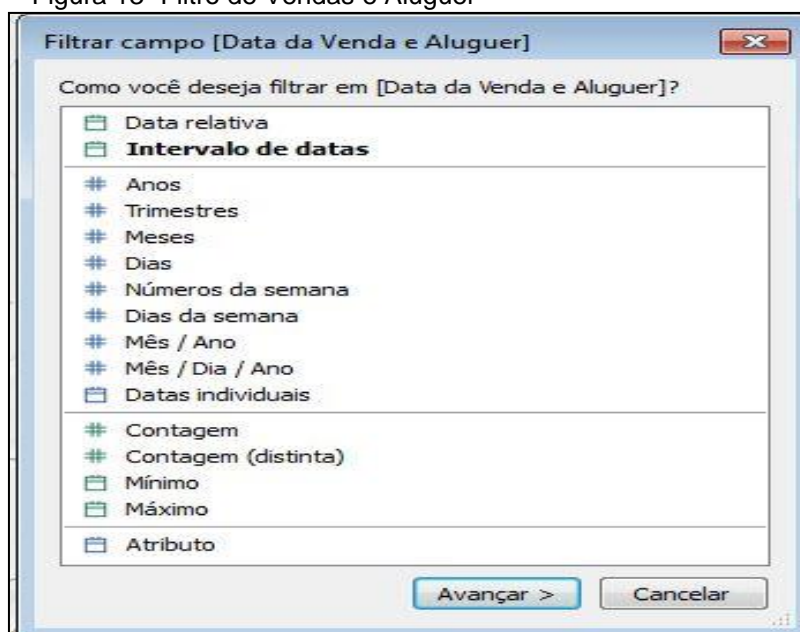 Figura 18- Filtro de Vendas e Aluguer
Filtrar campo [Data da Venda e Aluguer]
Como você deseja filtrar em [Data da Venda e Aluguer]?
Data relativa
Intervalo de datas
Anos
Trimestres
Meses
Dias
Números da semana
Dias da semana
Mês / Ano
Mês / Dia / Ano
Datas individuais
Contagem
Contagem (distinta)
Mínimo
Máximo
Atributo
Avançar >
Cancelar